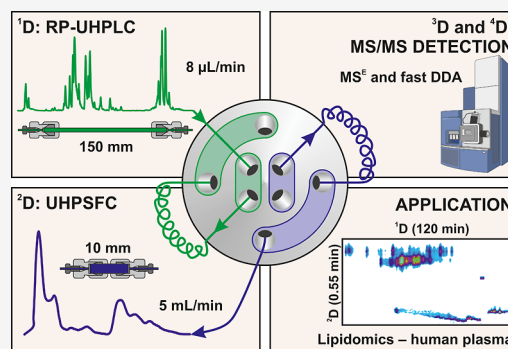 ¹D: RP-UHPLC
8 µL/min
150 mm
³D and ⁴D
MS/MS DETECTION
MSᴱ and fast DDA
²D: UHPSFC
10 mm
5 mL/min
APPLICATION
¹D (120 min)
²D (0.55 min)
Lipidomics – human plasma